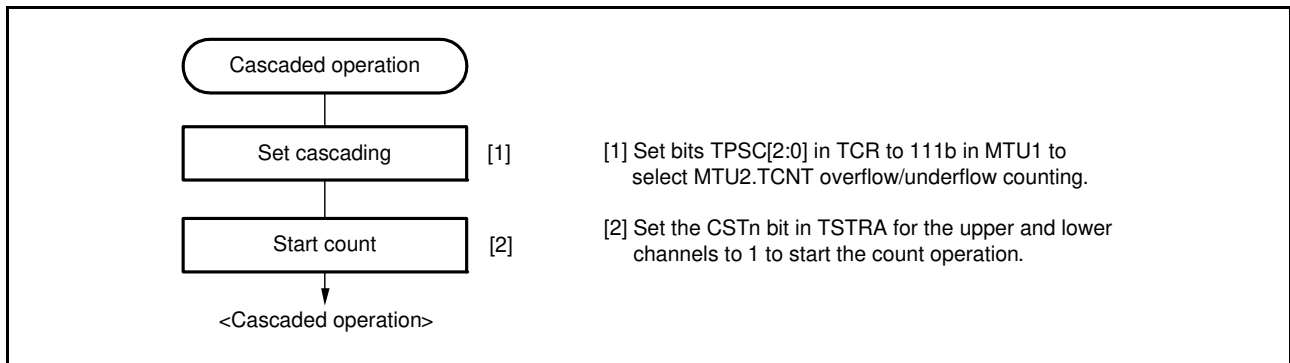 Cascaded operation
Set cascading
[1]
[1] Set bits TPSC[2:0] in TCR to 111b in MTU1 to
select MTU2.TCNT overflow/underflow counting.
Start count
[2]
[2] Set the CSTn bit in TSTRA for the upper and lower
channels to 1 to start the count operation.
<Cascaded operation>